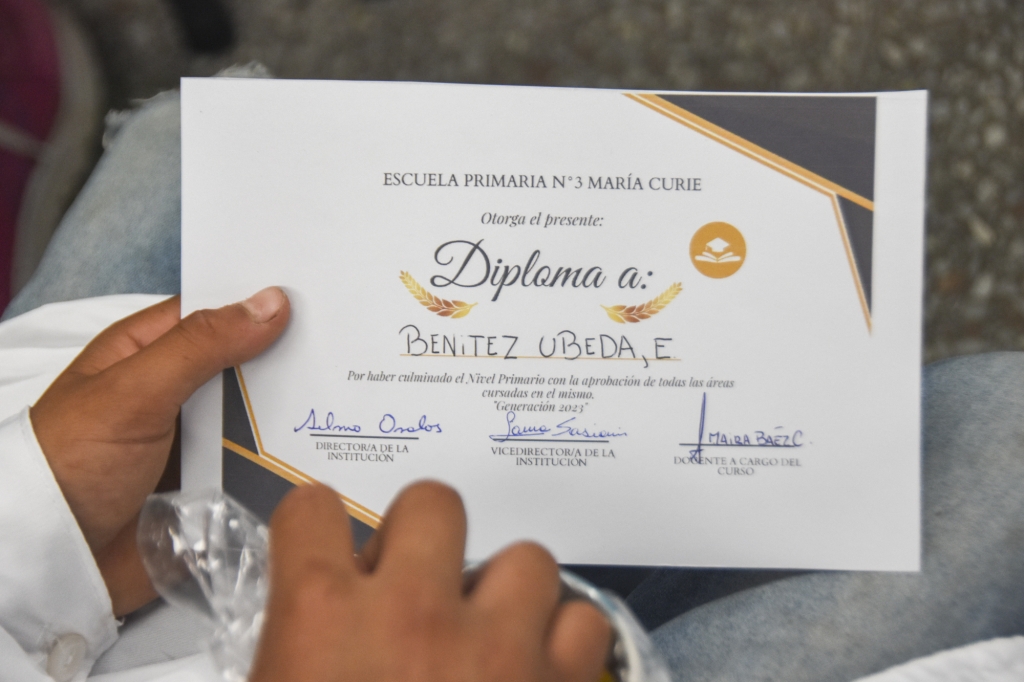 ESCUELA PRIMARIA N°3 MARÍA CURIE
Otorga el presente:
Diploma a:
BENITEZ UBEDA, E.
Por haber culminado el Nivel Primario con la aprobación de todas las áreas
cursadas en el mismo.
"Generación 2023"
MAIRA BAÉZ C.
DIRECTOR/A DE LA
INSTITUCIÓN
VICEDIRECTOR/A DE LA
INSTITUCIÓN
DOCENTE A CARGO DEL
CURSO